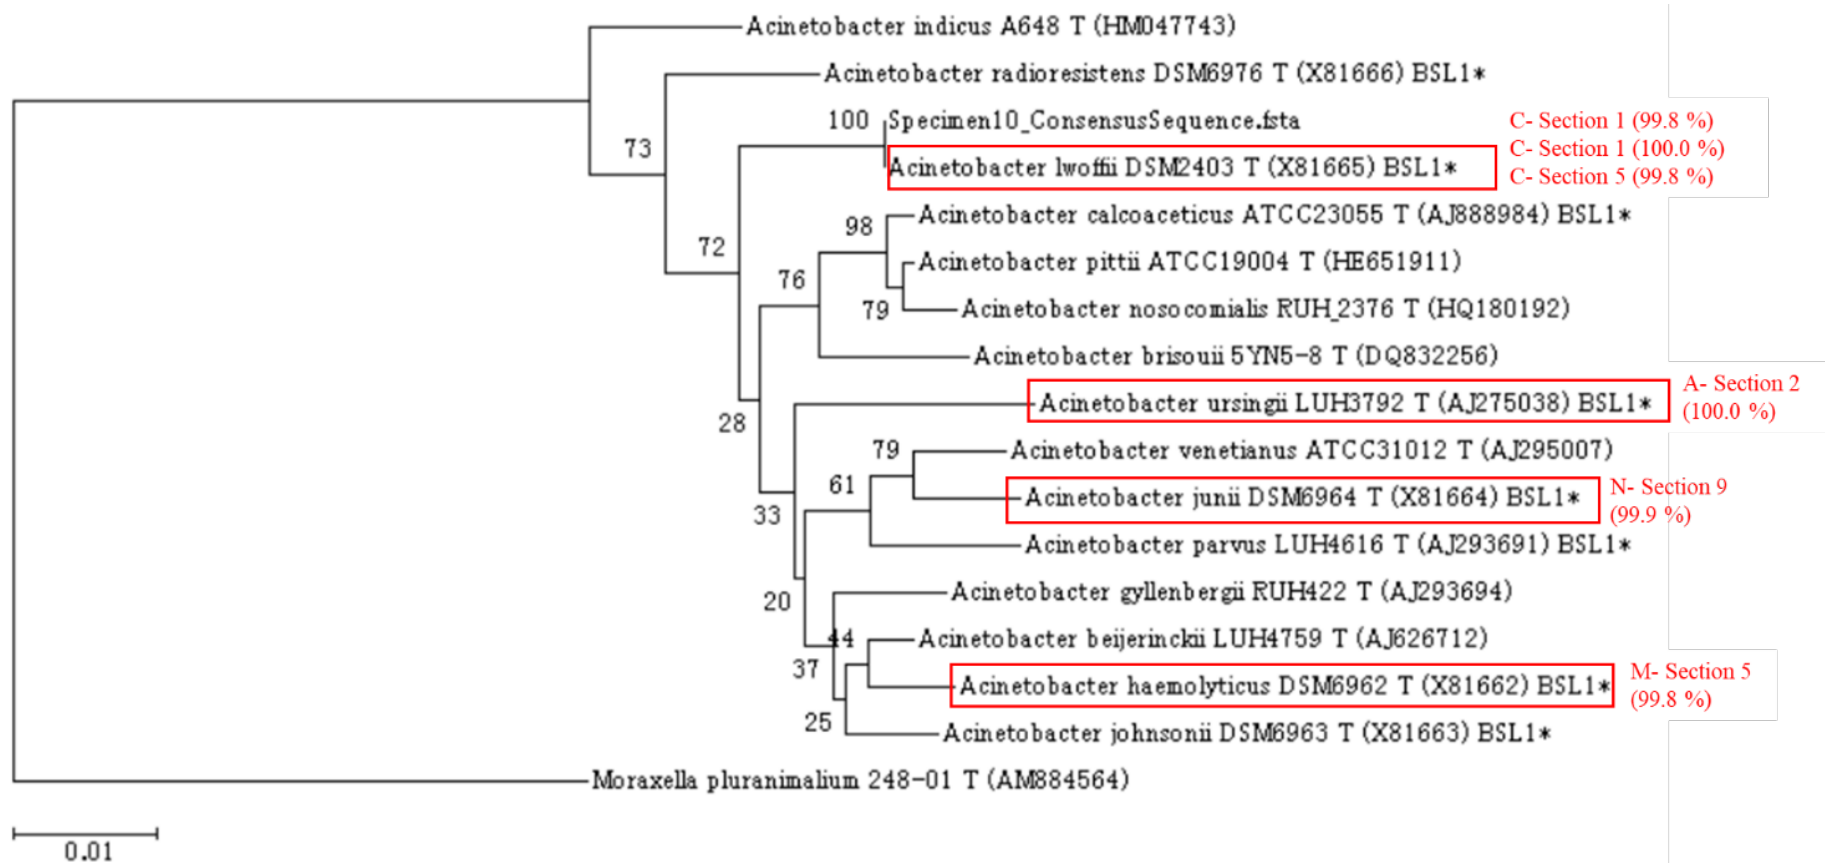 Acinetobacter indicus A648 T (HM047743)
Acinetobacter radioresistens DSM6976 T (X81666) BSL1*
73
100
Specimen10_ConsensusSequence.fsta
C- Section 1 (99.8 %)
C- Section 1 (100.0 %)
C- Section 5 (99.8 %)
Acinetobacter lwoffii DSM2403 T (X81665) BSL1*
72
98
Acinetobacter calcoaceticus ATCC23055 T (AJ888984) BSL1*
76
Acinetobacter pittii ATCC19004 T (HE651911)
79
Acinetobacter nosocomialis RUH_2376 T (HQ180192)
Acinetobacter brisouii 5YN5-8 T (DQ832256)
28
Acinetobacter ursingii LUH3792 T (AJ275038) BSL1*
A- Section 2
(100.0 %)
79
Acinetobacter venetianus ATCC31012 T (AJ295007)
61
Acinetobacter junii DSM6964 T (X81664) BSL1*
N- Section 9
(99.9 %)
33
Acinetobacter parvus LUH4616 T (AJ293691) BSL1*
20
Acinetobacter gyllenbergii RUH422 T (AJ293694)
44
Acinetobacter beijerinckii LUH4759 T (AJ626712)
37
Acinetobacter haemolyticus DSM6962 T (X81662) BSL1*
M- Section 5
(99.8 %)
25
Acinetobacter johnsonii DSM6963 T (X81663) BSL1*
Moraxella pluranimalium 248-01 T (AM884564)
0.01